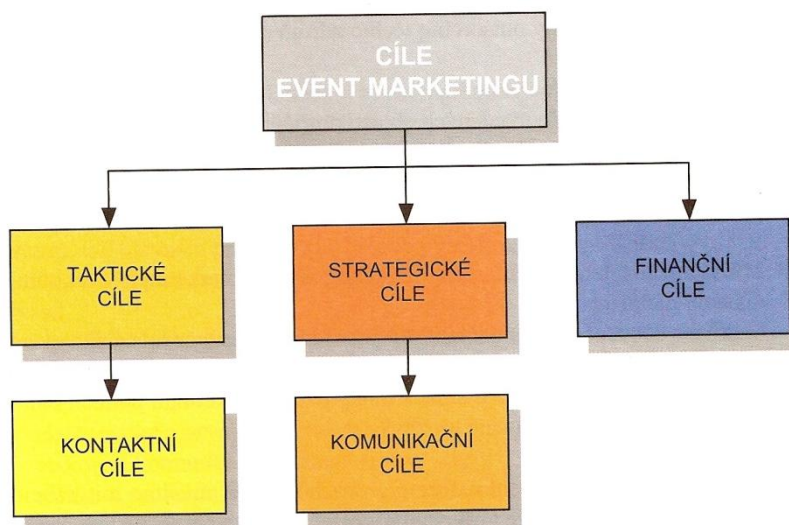 CÍLE
EVENT MARKETINGU
TAKTICKÉ
CÍLE
STRATEGICKÉ
CÍLE
FINANČNÍ
CÍLE
KONTAKTNÍ
CÍLE
KOMUNIKAČNÍ
CÍLE